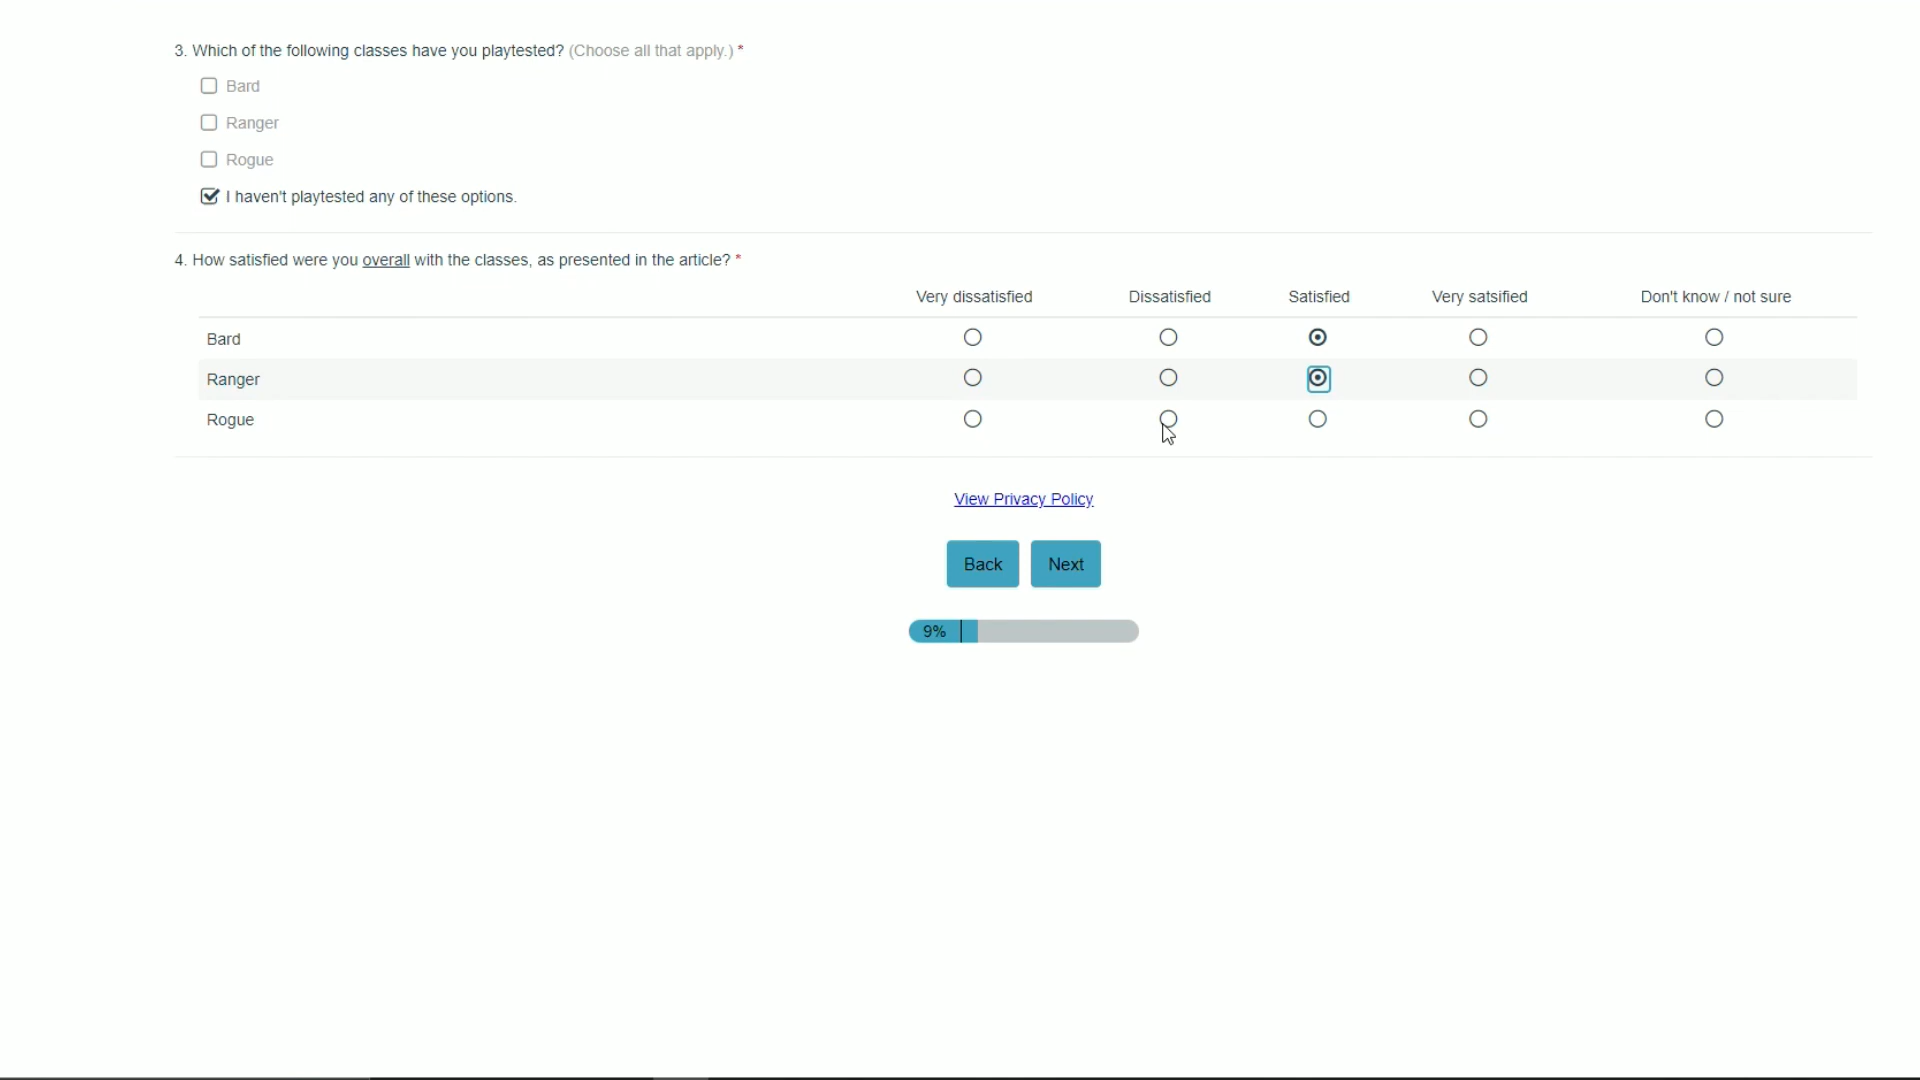 3. Which of the following classes have you playtested? (Choose all that apply.) *
Bard
Ranger
Rogue
I haven't playtested any of these options.
4. How satisfied were you overall with the classes, as presented in the article? *
Very dissatisfied Dissatisfied Satisfied Very satsified Don't know / not sure
Bard
Ranger
Rogue
View Privacy Policy
Back Next
9%